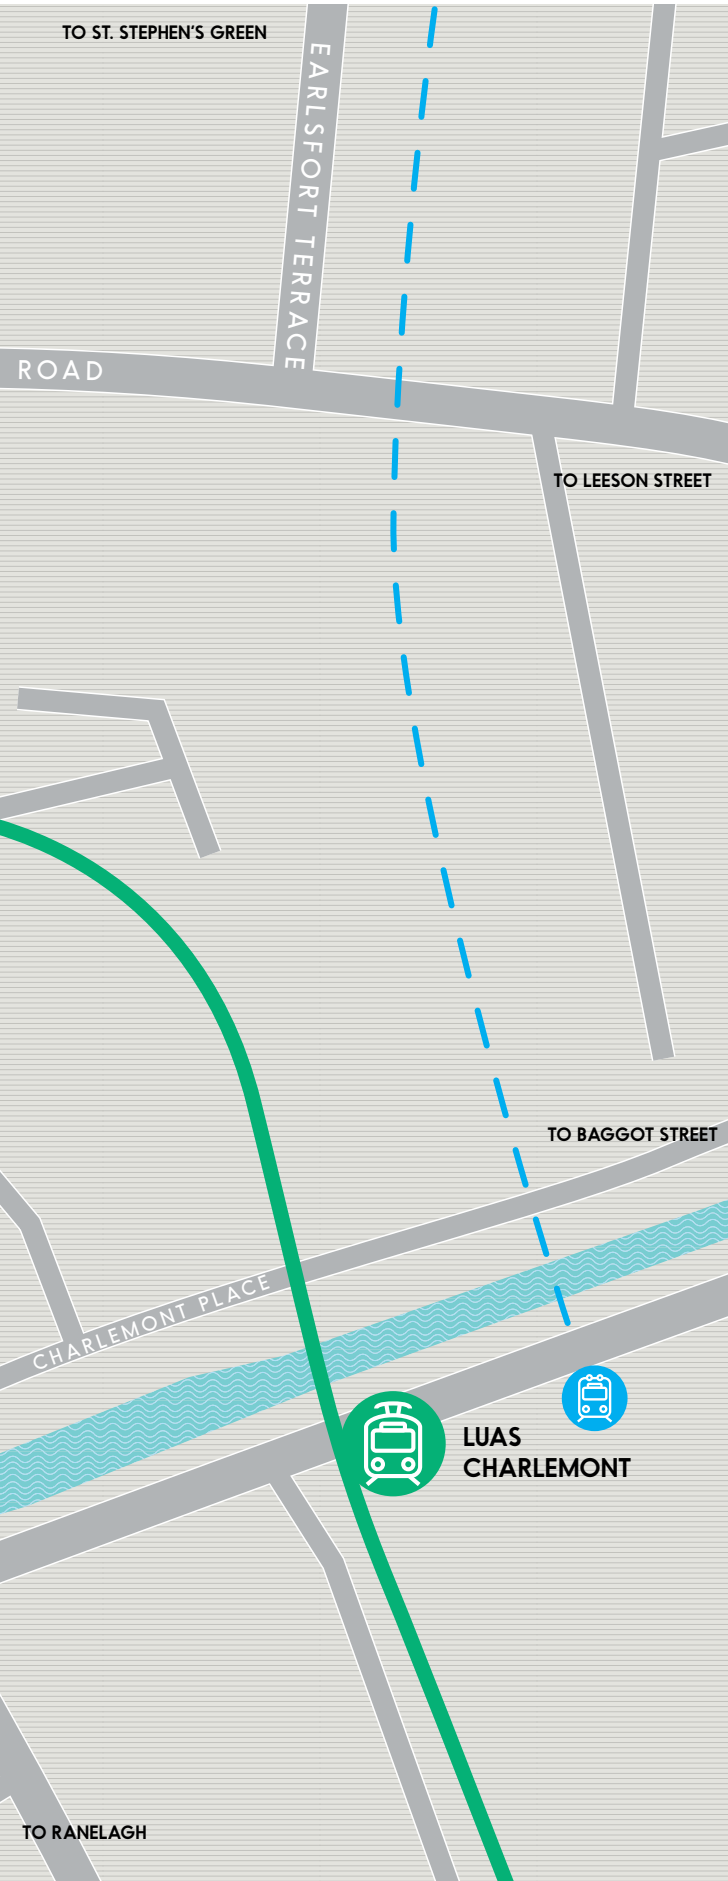 TO ST. STEPHEN'S GREEN
EARLSFORT TERRACE
ROAD
TO LEESON STREET
TO BAGGOT STREET
CHARLEMONT PLACE
LUAS
CHARLEMONT
TO RANELAGH